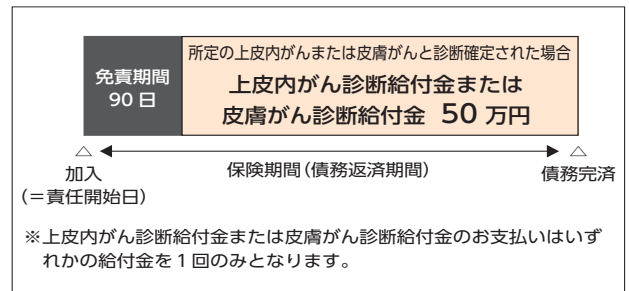 免責期間
90 日
所定の上皮内がんまたは皮膚がんと診断確定された場合
上皮内がん診断給付金または
皮膚がん診断給付金 50 万円
△
△
加入
(＝責任開始日)
保険期間(債務返済期間)
債務完済
※上皮内がん診断給付金または皮膚がん診断給付金のお支払いはいず
れかの給付金を1回のみとなります。